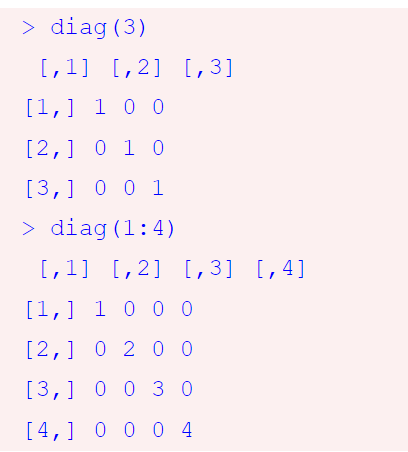 > diag(3)
[,1] [,2] [,3]
[1,] 1 0 0
[2,] 0 1 0
[3,] 0 0 1
> diag(1:4)
[,1] [,2] [,3] [,4]
[1,] 1 0 0 0
[2,] 0 2 0 0
[3,] 0 0 3 0
[4,] 0 0 0 4